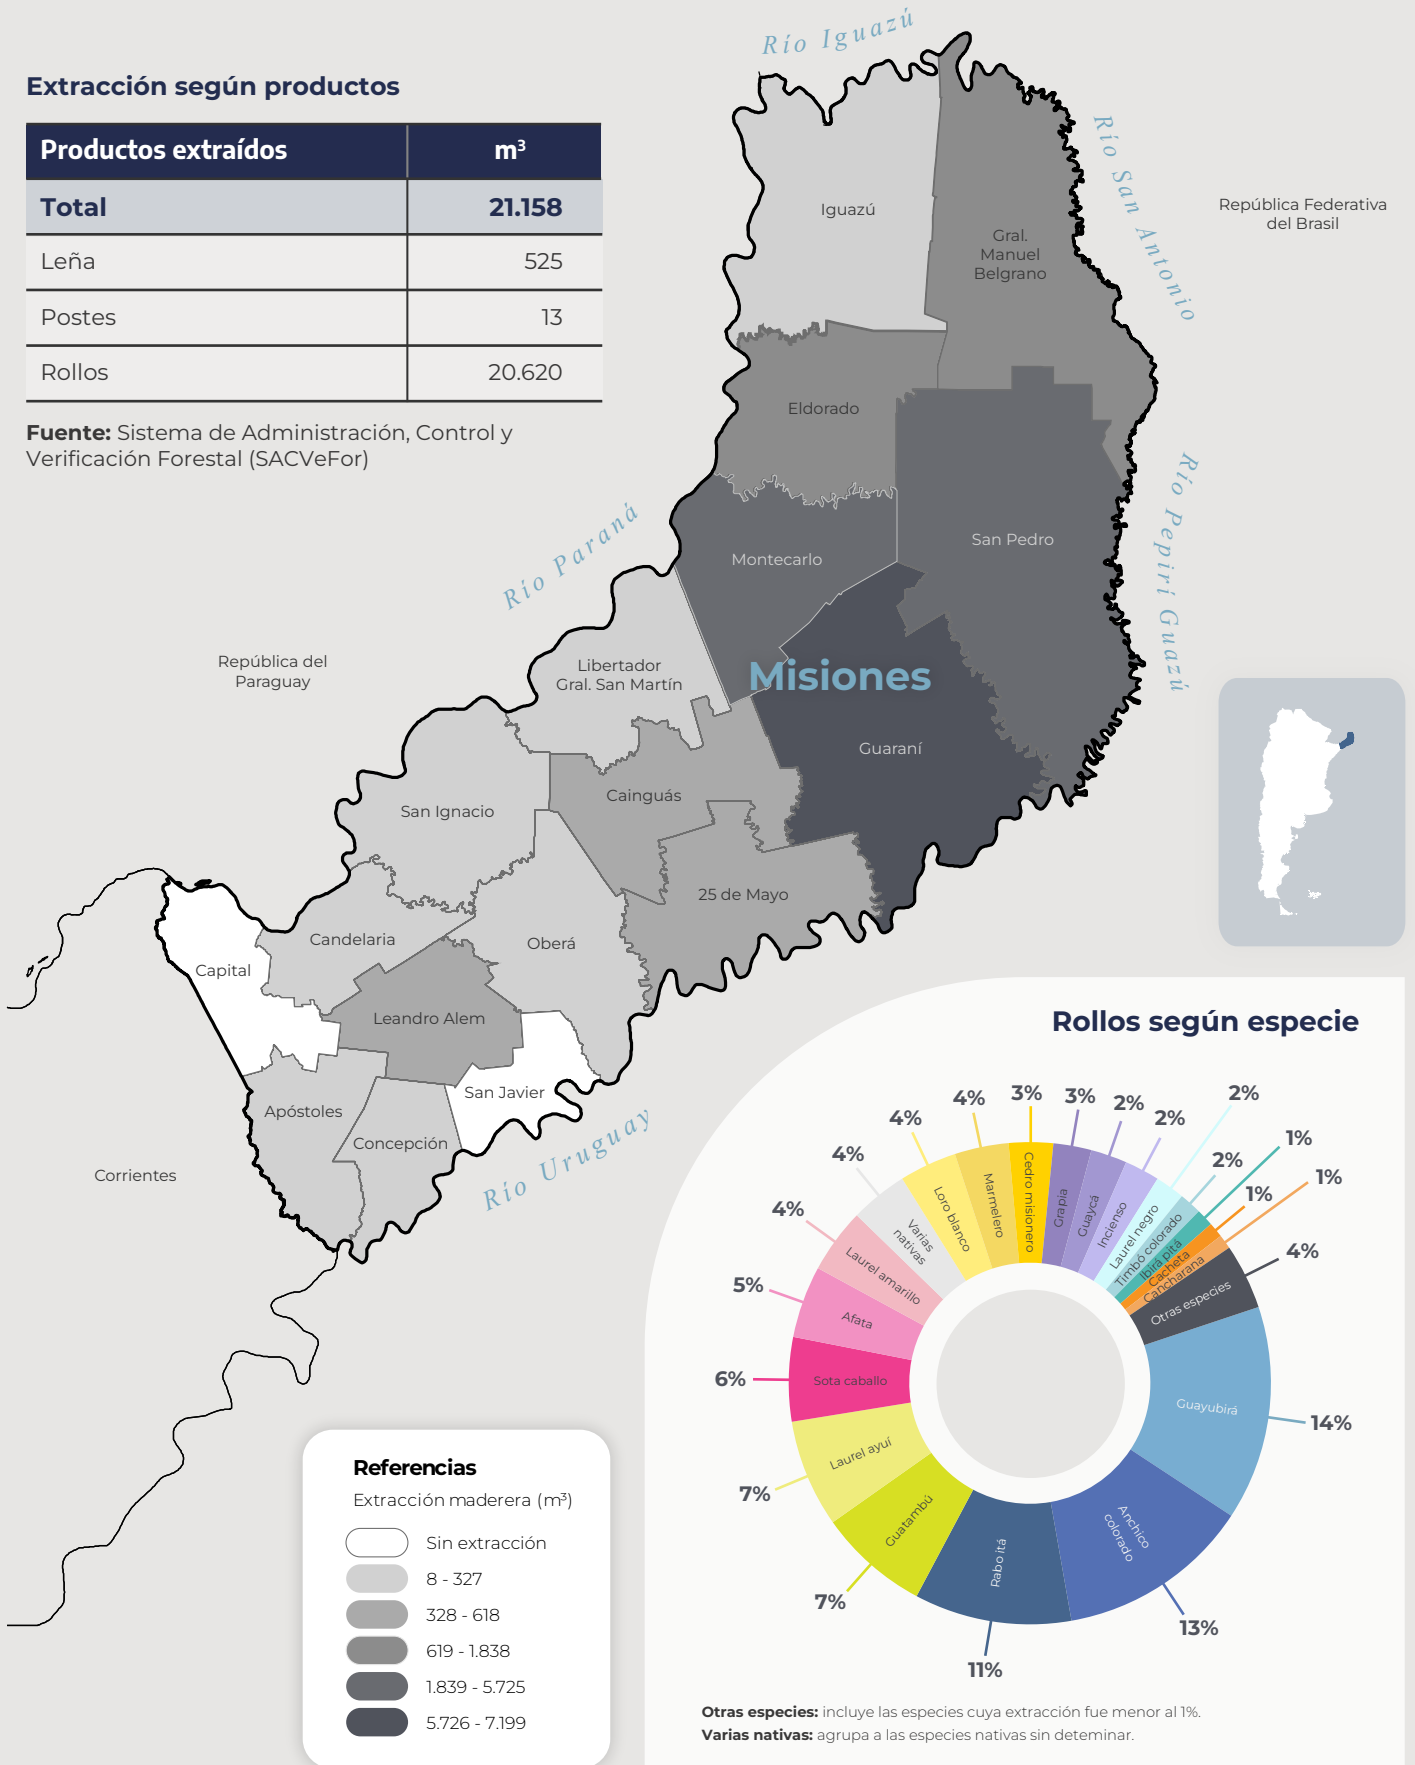 Río Iguazú
Extracción según productos
Productos extraídos m³
Total 21.158
Leña 525
Postes 13
Rollos 20.620
Fuente: Sistema de Administración, Control y
Verificación Forestal (SACVeFor)
Río San Antonio
República Federativa
del Brasil
Iguazú
Gral.
Manuel
Belgrano
Eldorado
Río Pepirí Guazú
San Pedro
Montecarlo
Río Paraná
República del
Paraguay
Libertador
Gral. San Martín
Misiones
Guaraní
Cainguás
San Ignacio
25 de Mayo
Candelaria
Oberá
Capital
Leandro Alem
San Javier
Apóstoles
Concepción
Corrientes
Río Uruguay
Rollos según especie
3% Cedro misionero
3% Grapia
2% Guaycá
2% Incienso
2% Laurel negro
2% Timbó colorado
1% Ibirá pitá
1% Cacheta
1% Cancharana
4% Otras especies
14% Guayubirá
13% Anchico
colorado
11% Rabo itá
7% Guatambú
7% Laurel ayuí
6% Sota caballo
5% Afata
4% Laurel amarillo
4% Varias
nativas
4% Loro blanco
4% Marmelero
Otras especies: incluye las especies cuya extracción fue menor al 1%.
Varias nativas: agrupa a las especies nativas sin deteminar.
Referencias
Extracción maderera (m³)
Sin extracción
8 - 327
328 - 618
619 - 1.838
1.839 - 5.725
5.726 - 7.199